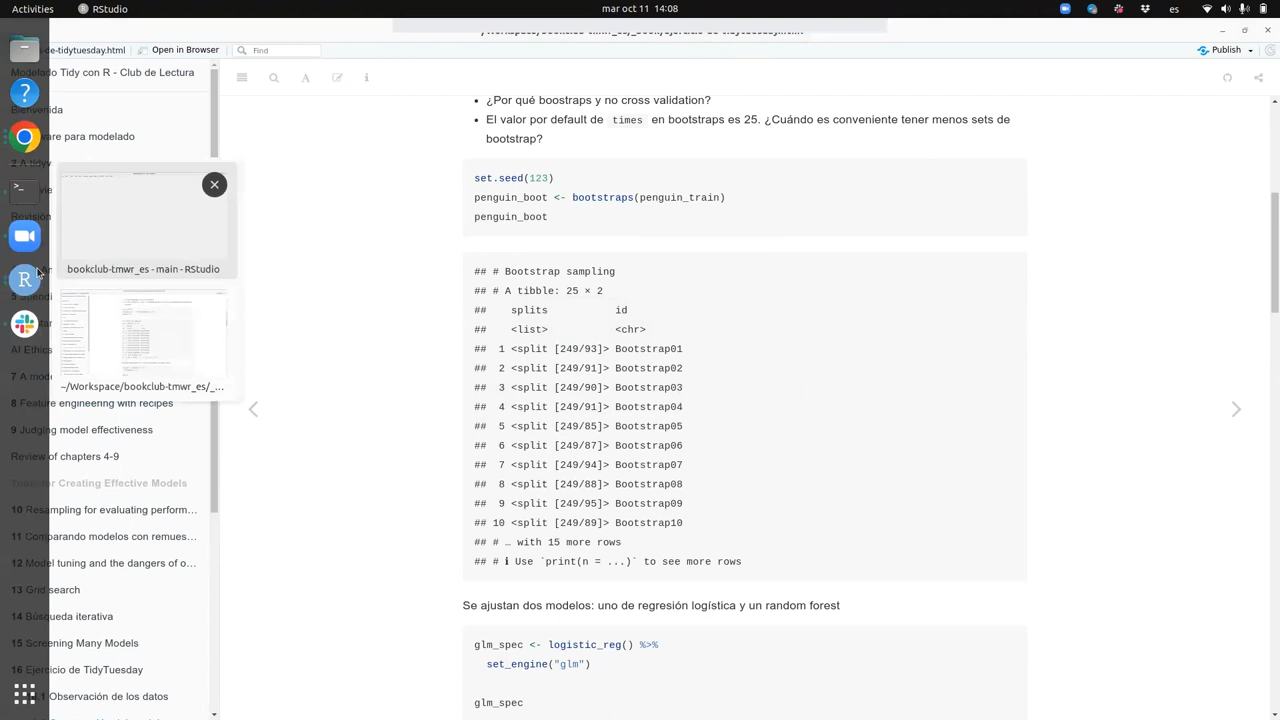 Activities
mar oct 11 14:08
-de-tidytuesday.html
Open in Browser
Find
Publish
Modelado Tidy con R - Club de Lectura
ware para modelado
2 A tidyv
Revisión
AI Ethics
7 A mode
8 Feature engineering with recipes
9 Judging model effectiveness
Review of chapters 4-9
Tools for Creating Effective Models
10 Resampling for evaluating perform…
11 Comparando modelos con remues…
12 Model tuning and the dangers of o…
13 Grid search
14 Búsqueda iterativa
15 Screening Many Models
16 Ejercicio de TidyTuesday
.1 Observación de los datos
bookclub-tmwr_es - main - RStudio
~/Workspace/bookclub-tmwr_es/_…
¿Por qué boostraps y no cross validation?
El valor por default de times en bootstraps es 25. ¿Cuándo es conveniente tener menos sets de
bootstrap?
set.seed(123)
penguin_boot <- bootstraps(penguin_train)
penguin_boot
## # Bootstrap sampling
## # A tibble: 25 × 2
## splits id
## <list> <chr>
## 1 <split [249/93]> Bootstrap01
## 2 <split [249/91]> Bootstrap02
## 3 <split [249/90]> Bootstrap03
## 4 <split [249/91]> Bootstrap04
## 5 <split [249/85]> Bootstrap05
## 6 <split [249/87]> Bootstrap06
## 7 <split [249/94]> Bootstrap07
## 8 <split [249/88]> Bootstrap08
## 9 <split [249/95]> Bootstrap09
## 10 <split [249/89]> Bootstrap10
## # … with 15 more rows
## # ℹ Use `print(n = ...)` to see more rows
Se ajustan dos modelos: uno de regresión logística y un random forest
glm_spec <- logistic_reg() %>%
set_engine("glm")
glm_spec